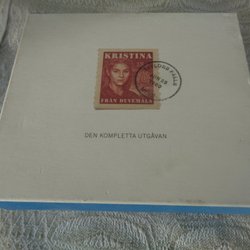 KRISTINA
FRÅN DUVEMÅLA
DEN KOMPLETTA UTGÅVAN